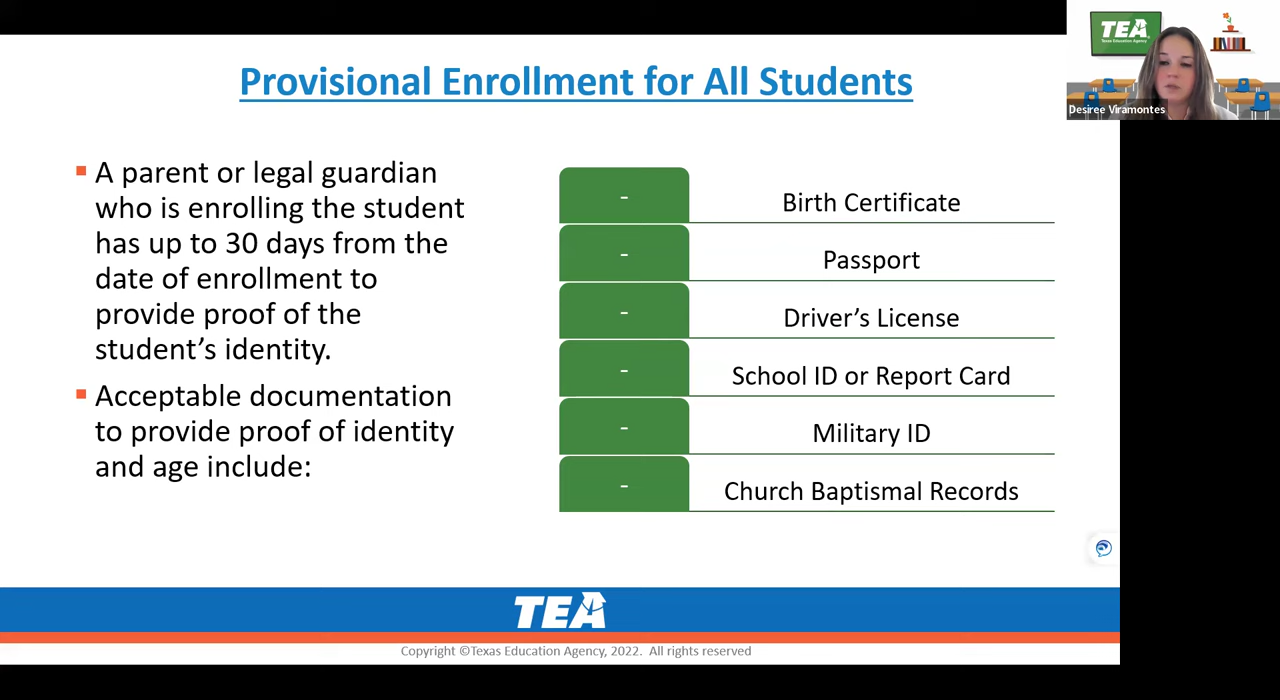 TEA
Texas Education Agency
Desiree Viramontes
Provisional Enrollment for All Students
A parent or legal guardian
who is enrolling the student
has up to 30 days from the
date of enrollment to
provide proof of the
student's identity.
Acceptable documentation
to provide proof of identity
and age include:
- Birth Certificate
- Passport
- Driver's License
- School ID or Report Card
- Military ID
- Church Baptismal Records
TEA
Copyright ©Texas Education Agency, 2022. All rights reserved